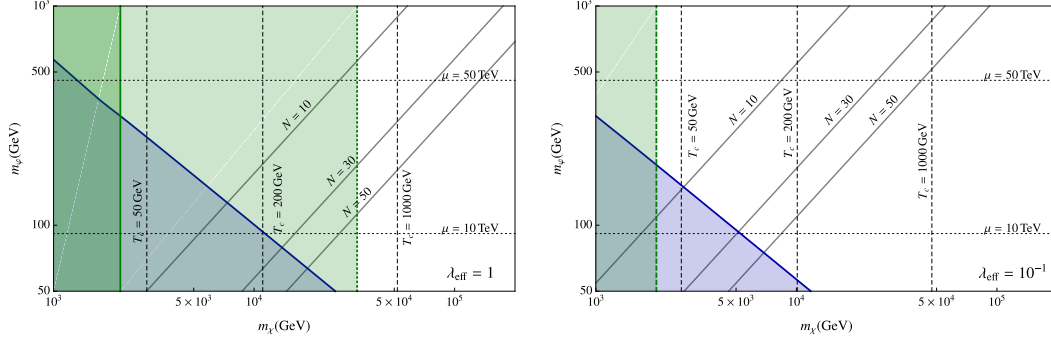 10³
500
100
50
m_φ(GeV)
μ = 50 TeV
N = 10
N = 30
N = 50
T_c = 50 GeV
T_c = 200 GeV
T_c = 1000 GeV
μ = 10 TeV
λ_eff = 1
10³
5 × 10³
10⁴
5 × 10⁴
10⁵
m_χ(GeV)
10³
500
100
50
m_φ(GeV)
μ = 50 TeV
N = 10
N = 30
N = 50
T_c = 50 GeV
T_c = 200 GeV
T_c = 1000 GeV
μ = 10 TeV
λ_eff = 10⁻¹
10³
5 × 10³
10⁴
5 × 10⁴
10⁵
m_χ(GeV)